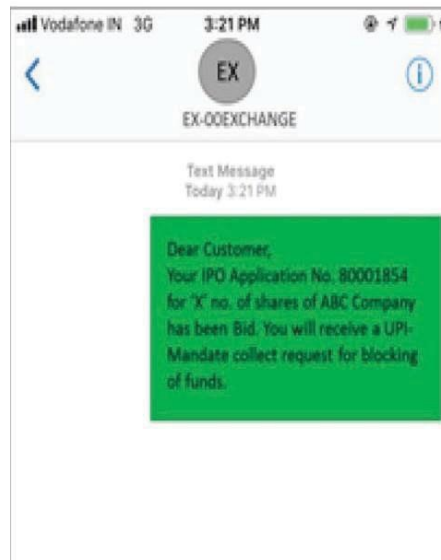 Vodafone IN 3G 3:21 PM
EX
EX-00EXCHANGE
Text Message
Today 3:21 PM
Dear Customer,
Your IPO Application No. 80001854
for 'X' no. of shares of ABC Company
has been Bid. You will receive a UPI-
Mandate collect request for blocking
of funds.